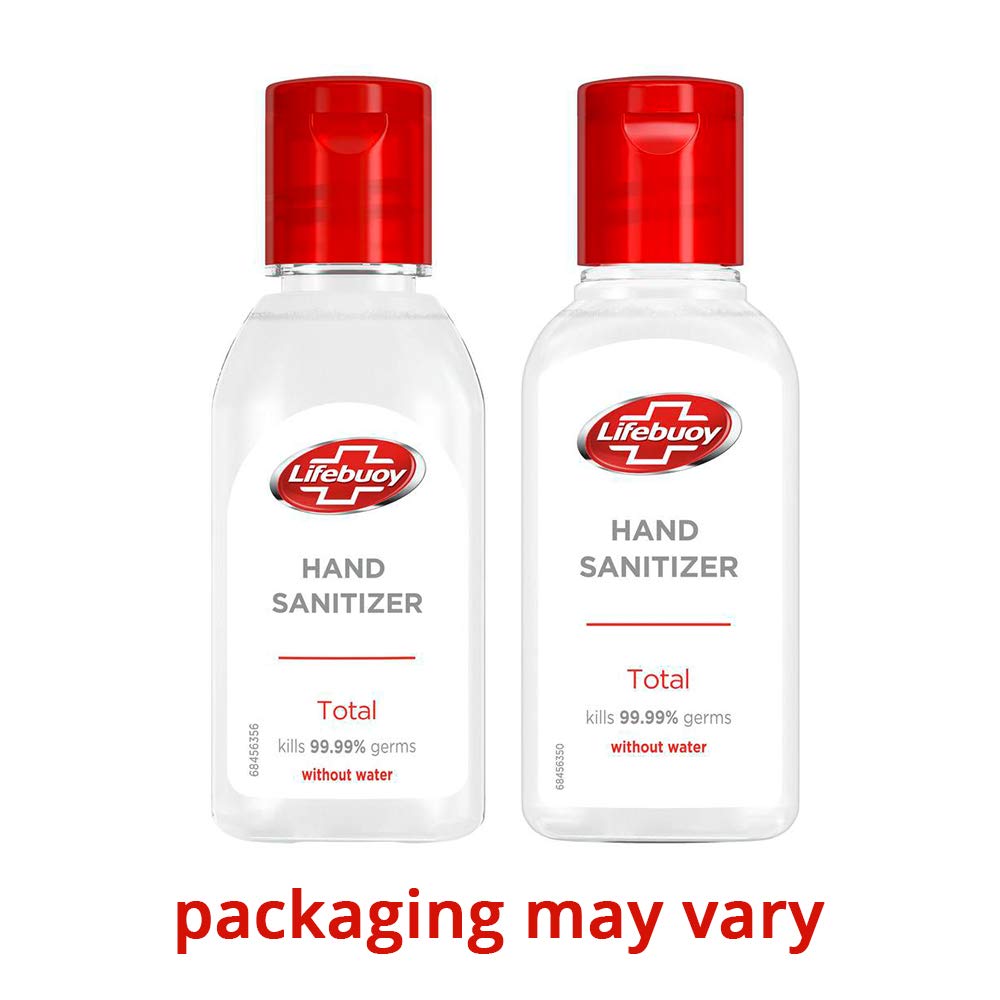 Lifebuoy
HAND
SANITIZER
Total
kills 99.99% germs
without water
68456356
Lifebuoy
HAND
SANITIZER
Total
kills 99.99% germs
without water
68456350
packaging may vary